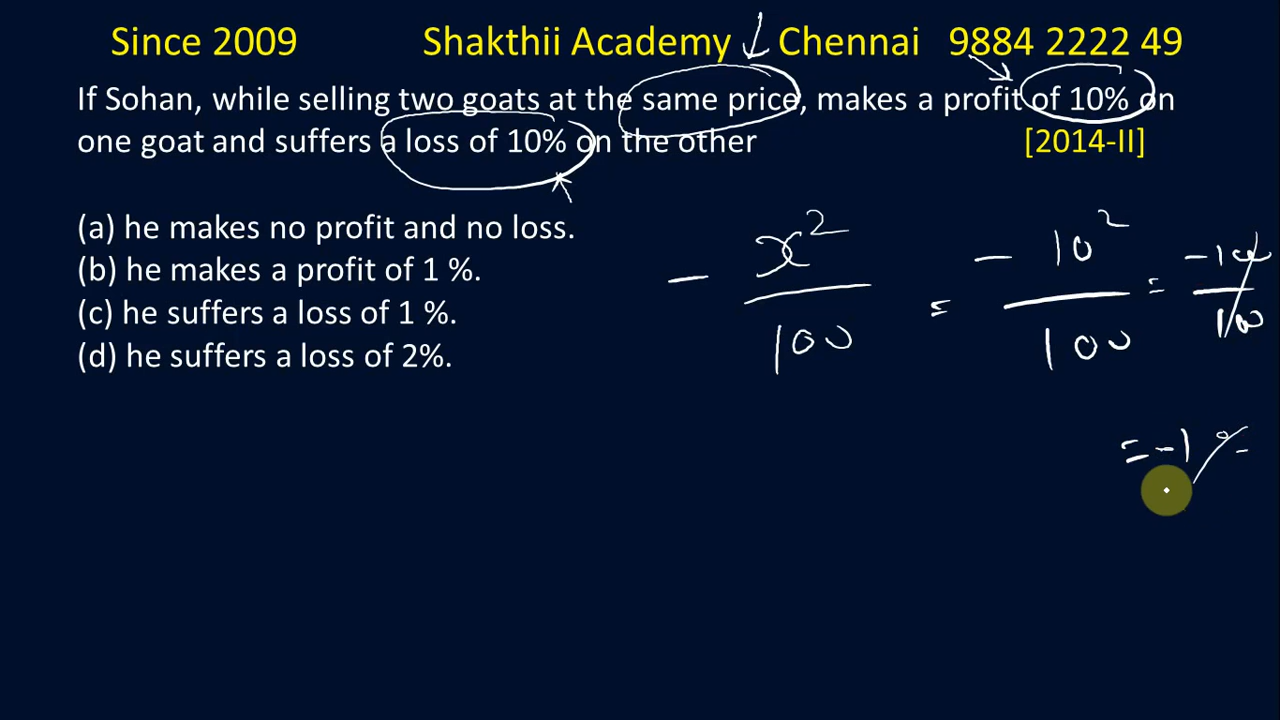 Since 2009 Shakthii Academy Chennai 9884 2222 49
If Sohan, while selling two goats at the same price, makes a profit of 10% on
one goat and suffers a loss of 10% on the other [2014-II]
(a) he makes no profit and no loss.
(b) he makes a profit of 1 %.
(c) he suffers a loss of 1 %.
(d) he suffers a loss of 2%.
- x² / 100 = - 10² / 100 = -100 / 100
= -1 %